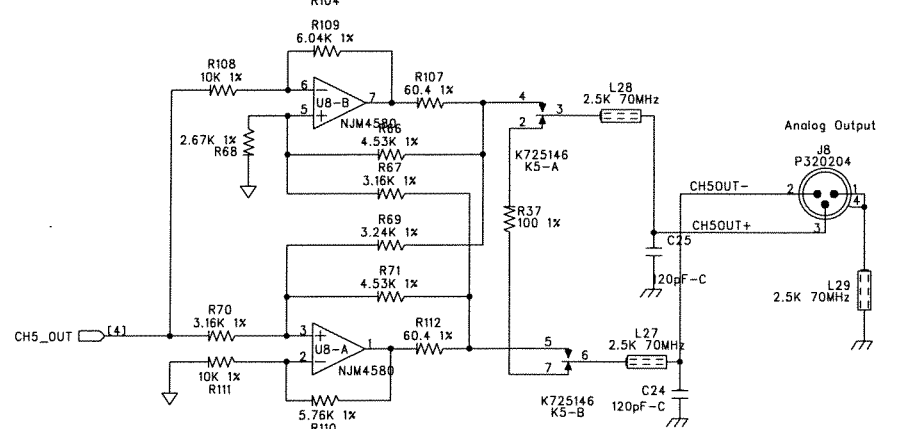 R104
R109
6.04K 1%
R108
10K 1%
6
5
U8-B
7
NJM4580
R107
60.4 1%
2.67K 1%
R68
R66
4.53K 1%
R67
3.16K 1%
R69
3.24K 1%
R71
4.53K 1%
4
3
2
K725146
K5-A
R37
100 1%
L28
2.5K 70MHz
Analog Output
J8
P320204
CH5OUT-
2
1
4
3
CH5OUT+
C25
120pF-C
L29
2.5K 70MHz
CH5_OUT
[4]
R70
3.16K 1%
3
2
U8-A
1
NJM4580
R112
60.4 1%
10K 1%
R111
5.76K 1%
R110
5
6
7
K725146
K5-B
L27
2.5K 70MHz
C24
120pF-C